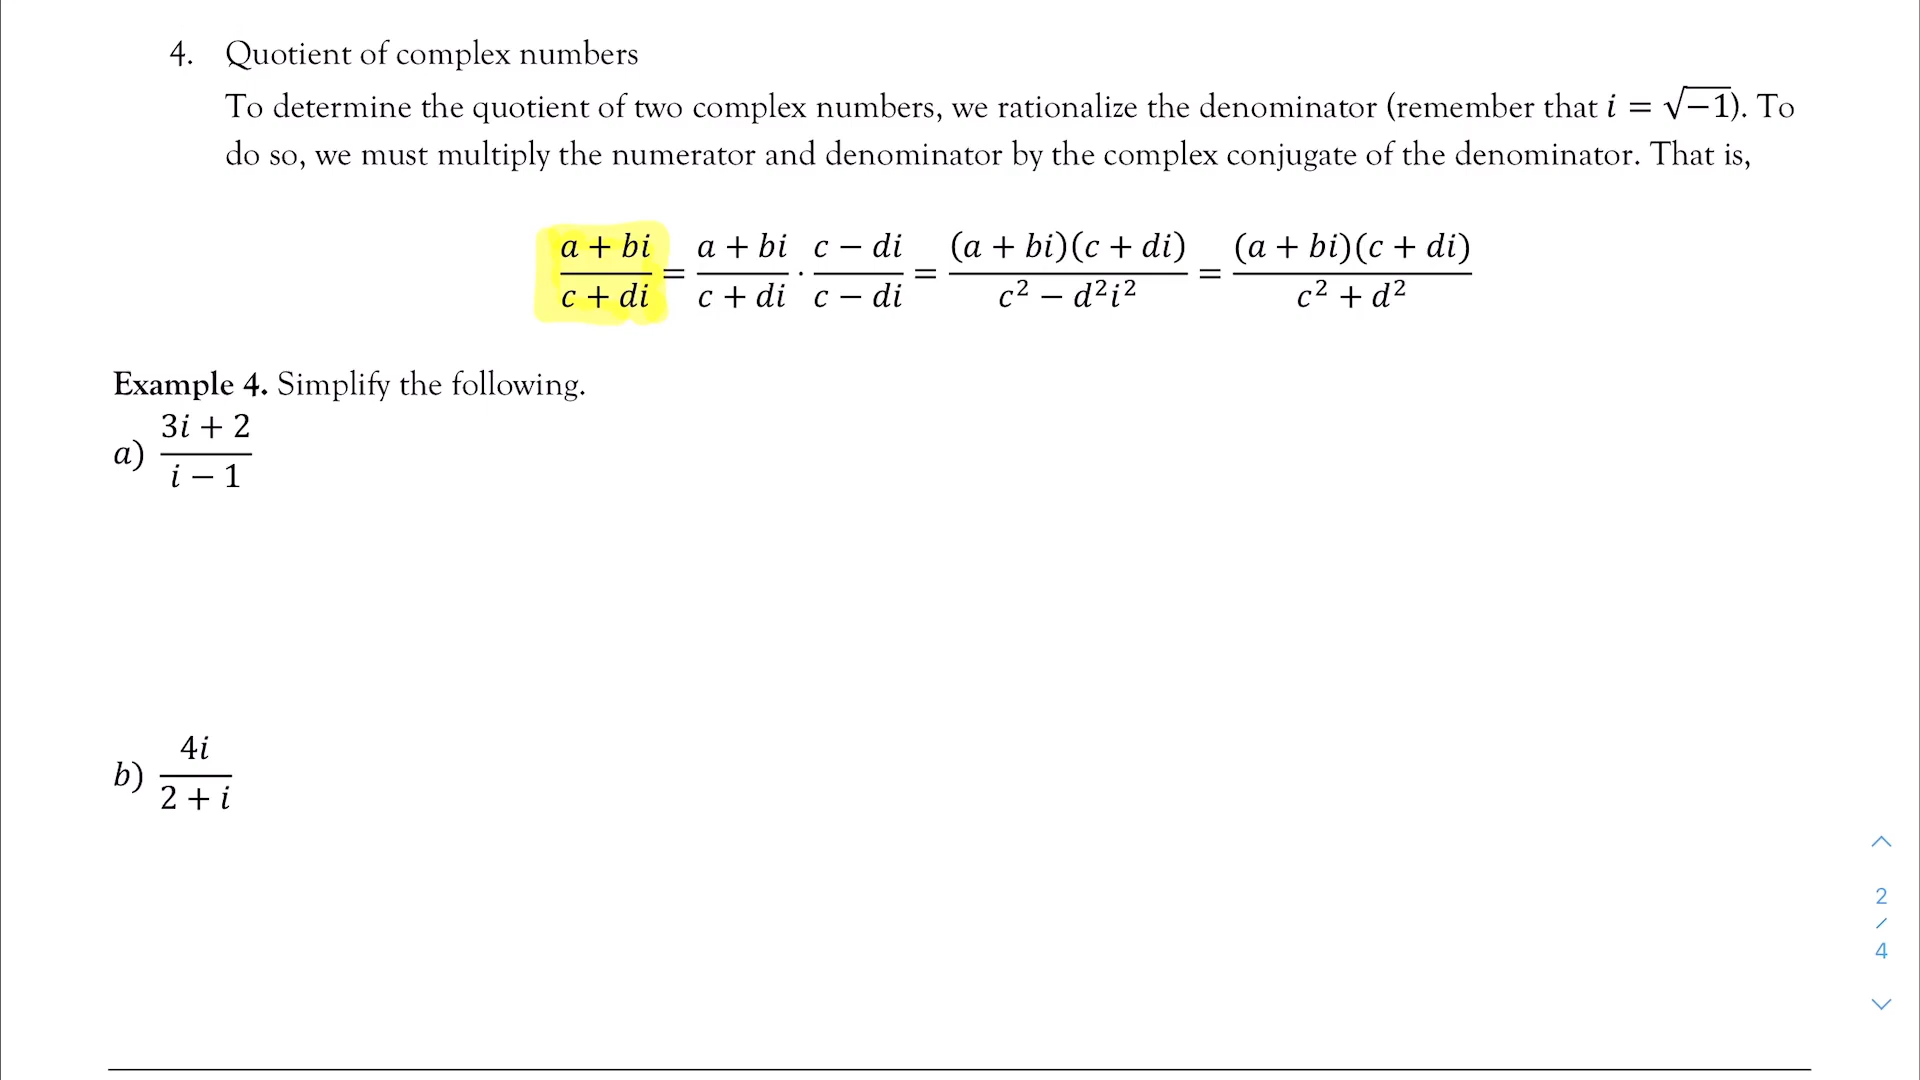 4. Quotient of complex numbers
To determine the quotient of two complex numbers, we rationalize the denominator (remember that i = √−1). To
do so, we must multiply the numerator and denominator by the complex conjugate of the denominator. That is,
(a + bi)/(c + di) = (a + bi)/(c + di) · (c − di)/(c − di) = ((a + bi)(c + di))/(c² − d²i²) = ((a + bi)(c + di))/(c² + d²)
Example 4. Simplify the following.
a) (3i + 2)/(i − 1)
b) (4i)/(2 + i)
2
/
4